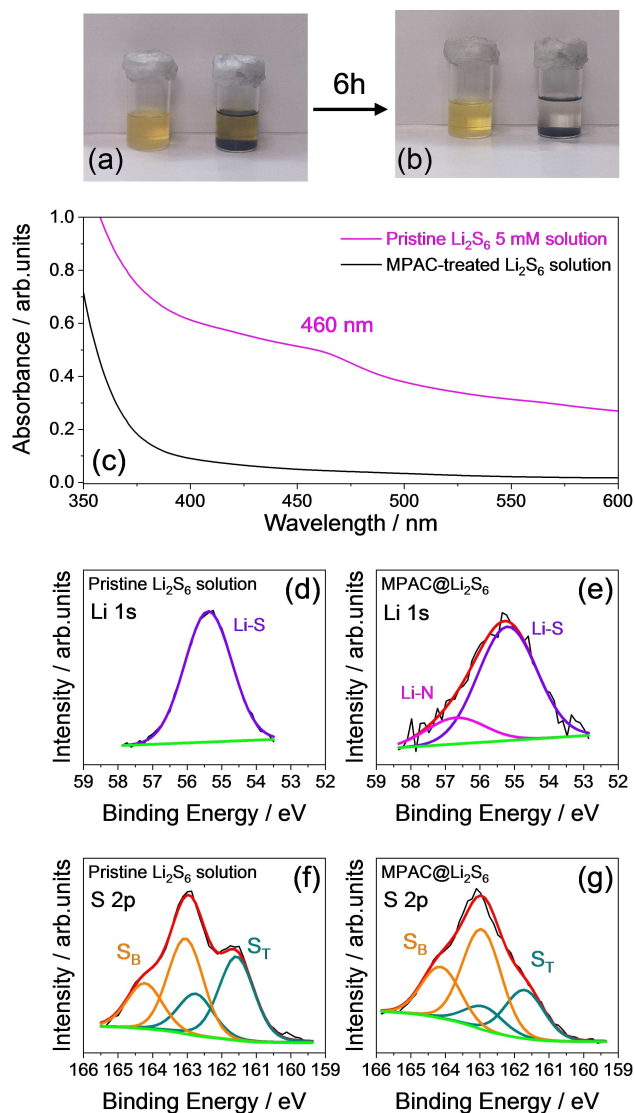 6h
(a)
(b)
1.0
0.8
0.6
0.4
0.2
0.0
Absorbance / arb.units
Pristine Li₂S₆ 5 mM solution
MPAC-treated Li₂S₆ solution
460 nm
(c)
350 400 450 500 550 600
Wavelength / nm
Pristine Li₂S₆ solution
(d)
Li 1s
Li-S
Intensity / arb.units
59 58 57 56 55 54 53 52
Binding Energy / eV
MPAC@Li₂S₆
(e)
Li 1s
Li-S
Li-N
Intensity / arb.units
59 58 57 56 55 54 53 52
Binding Energy / eV
Pristine Li₂S₆ solution
(f)
S 2p
S_B
S_T
Intensity / arb.units
166 165 164 163 162 161 160 159
Binding Energy / eV
MPAC@Li₂S₆
(g)
S 2p
S_B
S_T
Intensity / arb.units
166 165 164 163 162 161 160 159
Binding Energy / eV